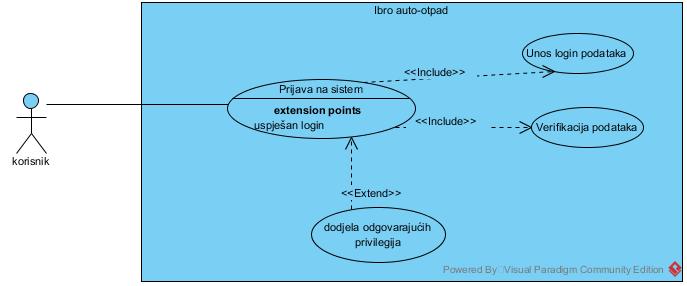 Ibro auto-otpad
Unos login podataka
<<Include>>
Prijava na sistem
extension points
uspješan login
<<Include>>
Verifikacija podataka
korisnik
<<Extend>>
dodjela odgovarajućih
privilegija
Powered By Visual Paradigm Community Edition